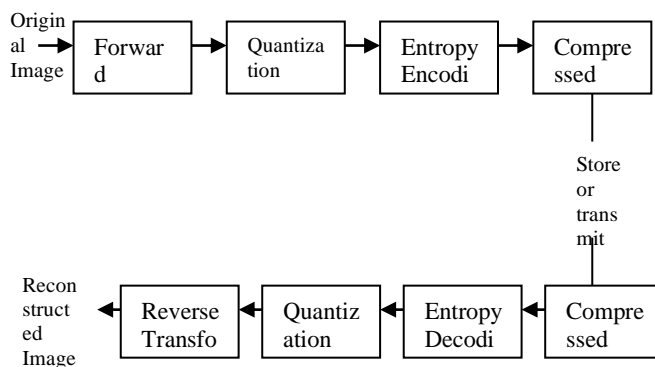 Origin
al
Image
Forwar
d
Quantiza
tion
Entropy
Encodi
Compre
ssed
Store
or
trans
mit
Recon
struct
ed
Image
Reverse
Transfo
Quantiz
ation
Entropy
Decodi
Compre
ssed